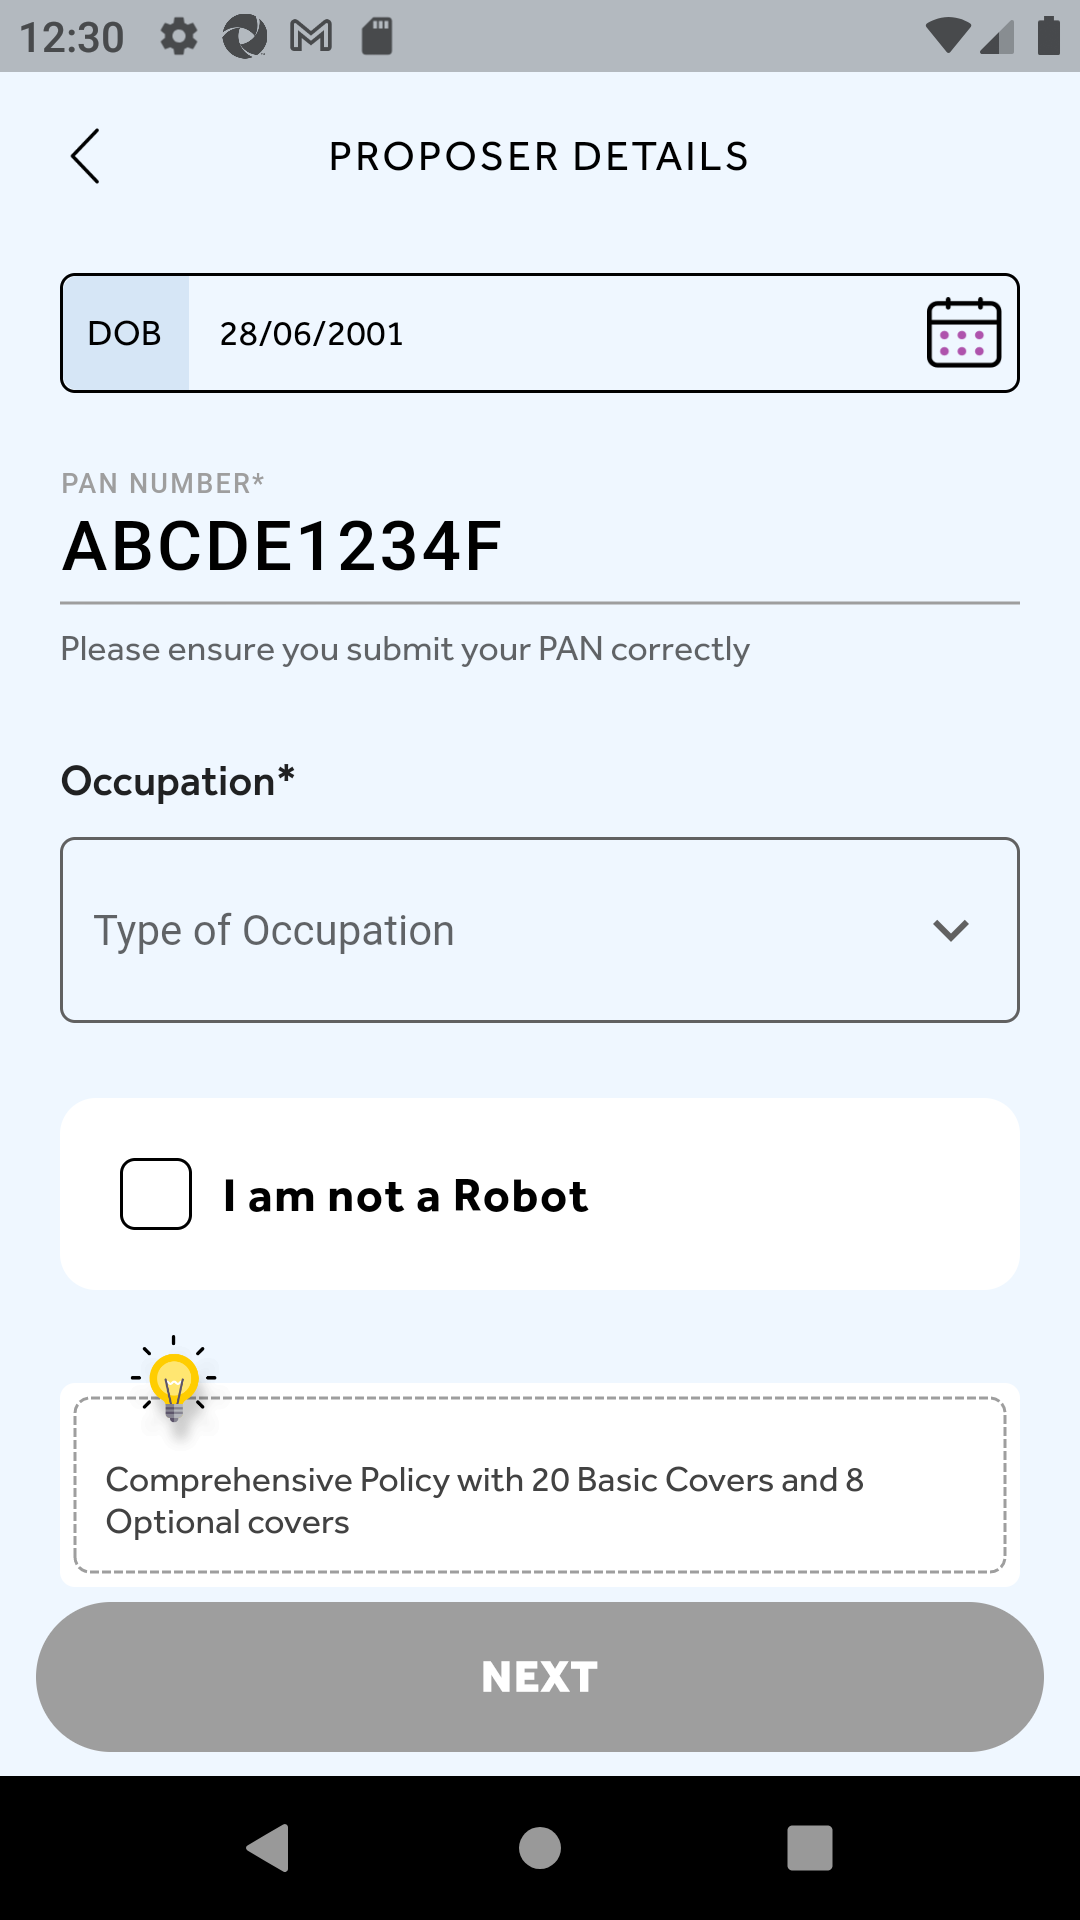 12:30
PROPOSER DETAILS
DOB 28/06/2001
PAN NUMBER*
ABCDE1234F
Please ensure you submit your PAN correctly
Occupation*
Type of Occupation
I am not a Robot
Comprehensive Policy with 20 Basic Covers and 8
Optional covers
NEXT